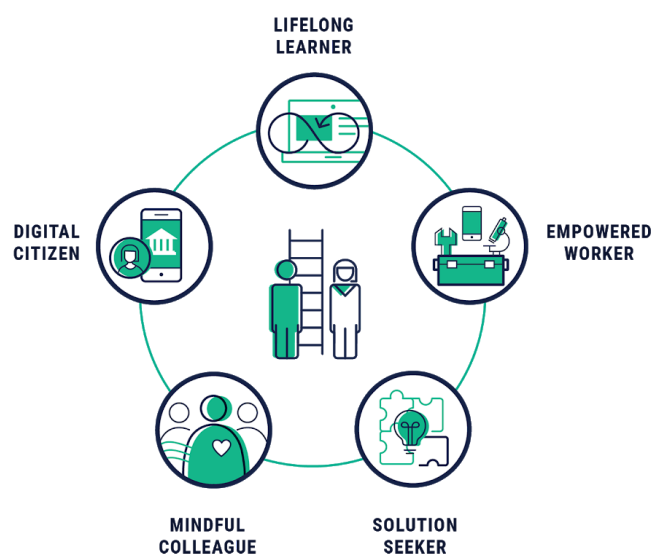 LIFELONG
LEARNER
DIGITAL
CITIZEN
EMPOWERED
WORKER
MINDFUL
COLLEAGUE
SOLUTION
SEEKER